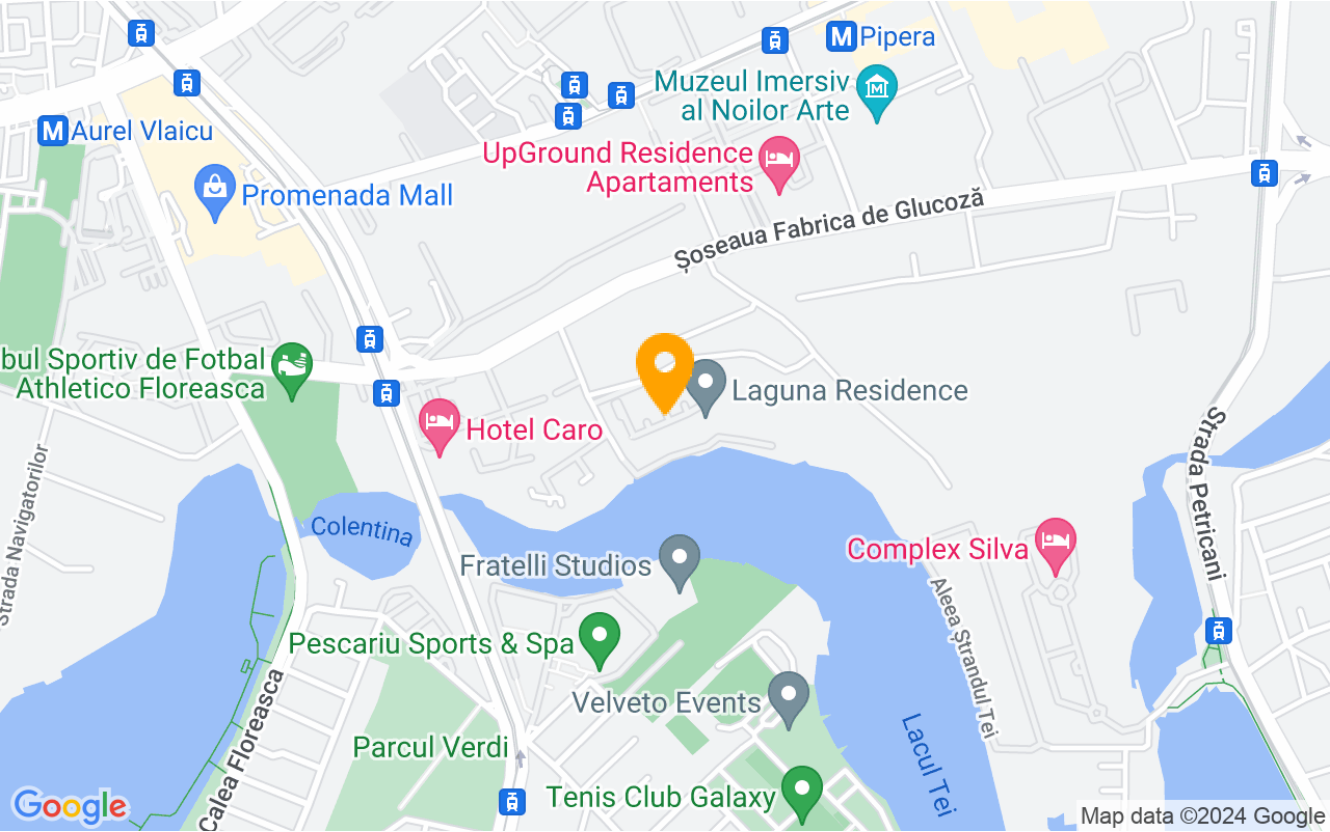 M Pipera
Muzeul Imersiv
al Noilor Arte
M Aurel Vlaicu
UpGround Residence
Apartaments
Promenada Mall
Șoseaua Fabrica de Glucoză
bul Sportiv de Fotbal
Athletico Floreasca
Laguna Residence
Hotel Caro
Strada Petricani
Strada Navigatorilor
Colentina
Complex Silva
Fratelli Studios
Aleea Ștrandul Tei
Pescariu Sports & Spa
Velveto Events
Calea Floreasca
Parcul Verdi
Lacul Tei
Tenis Club Galaxy
Google
Map data ©2024 Google